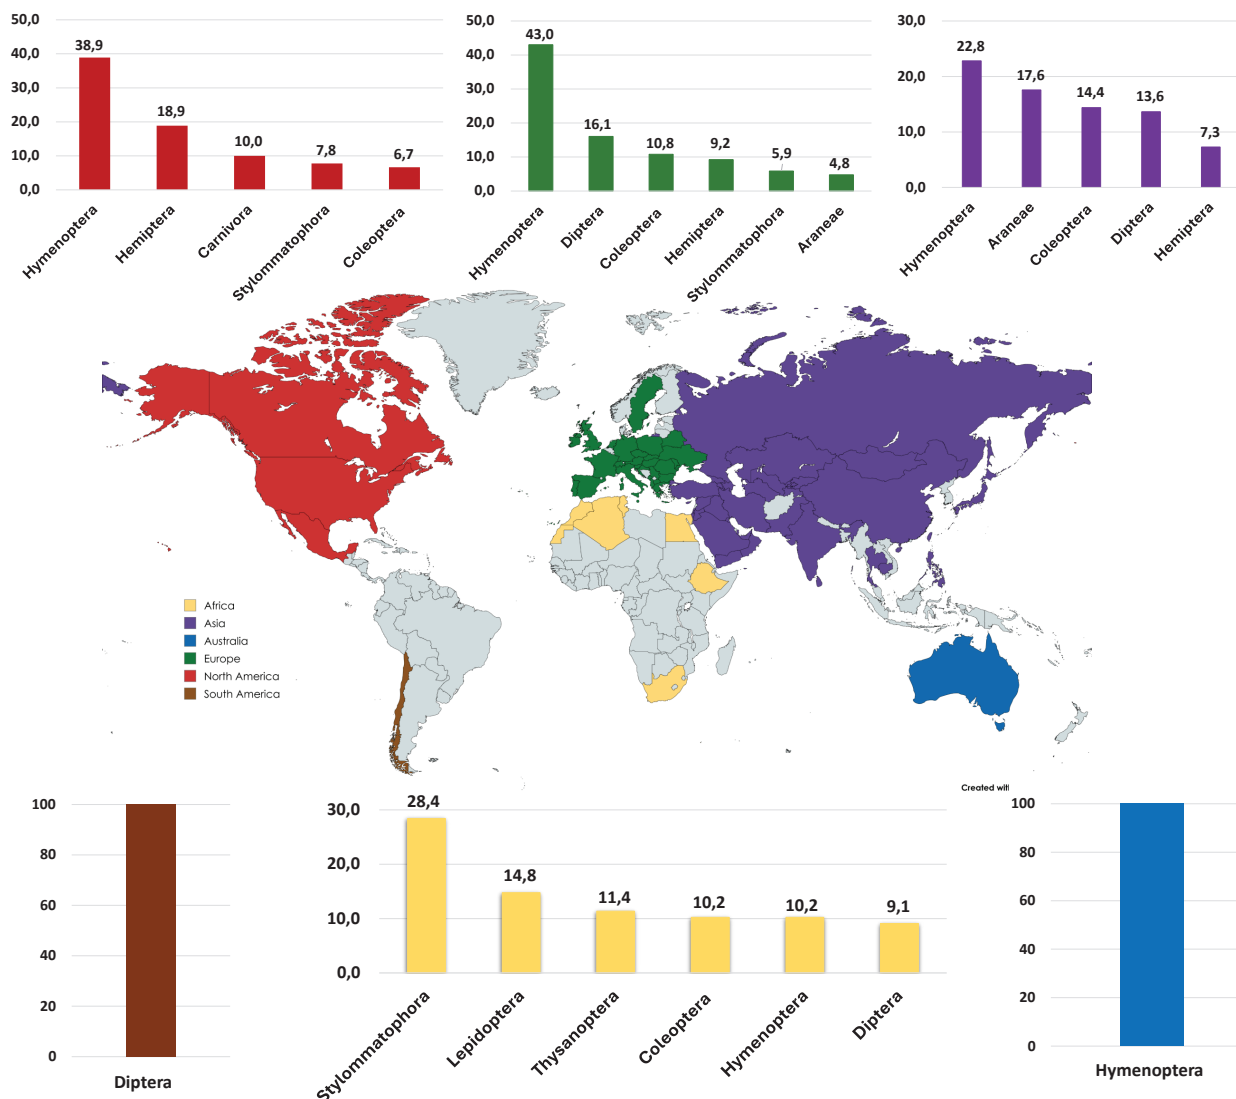 50,0
40,0
30,0
20,0
10,0
0,0
38,9
18,9
10,0
7,8
6,7
Hymenoptera
Hemiptera
Carnivora
Stylommatophora
Coleoptera
50,0
40,0
30,0
20,0
10,0
0,0
43,0
16,1
10,8
9,2
5,9
4,8
Hymenoptera
Diptera
Coleoptera
Hemiptera
Stylommatophora
Araneae
30,0
20,0
10,0
0,0
22,8
17,6
14,4
13,6
7,3
Hymenoptera
Araneae
Coleoptera
Diptera
Hemiptera
Africa
Asia
Australia
Europe
North America
South America
100
80
60
40
20
0
Diptera
30,0
20,0
10,0
0,0
28,4
14,8
11,4
10,2
10,2
9,1
Stylommatophora
Lepidoptera
Thysanoptera
Coleoptera
Hymenoptera
Diptera
Created with
100
80
60
40
20
0
Hymenoptera